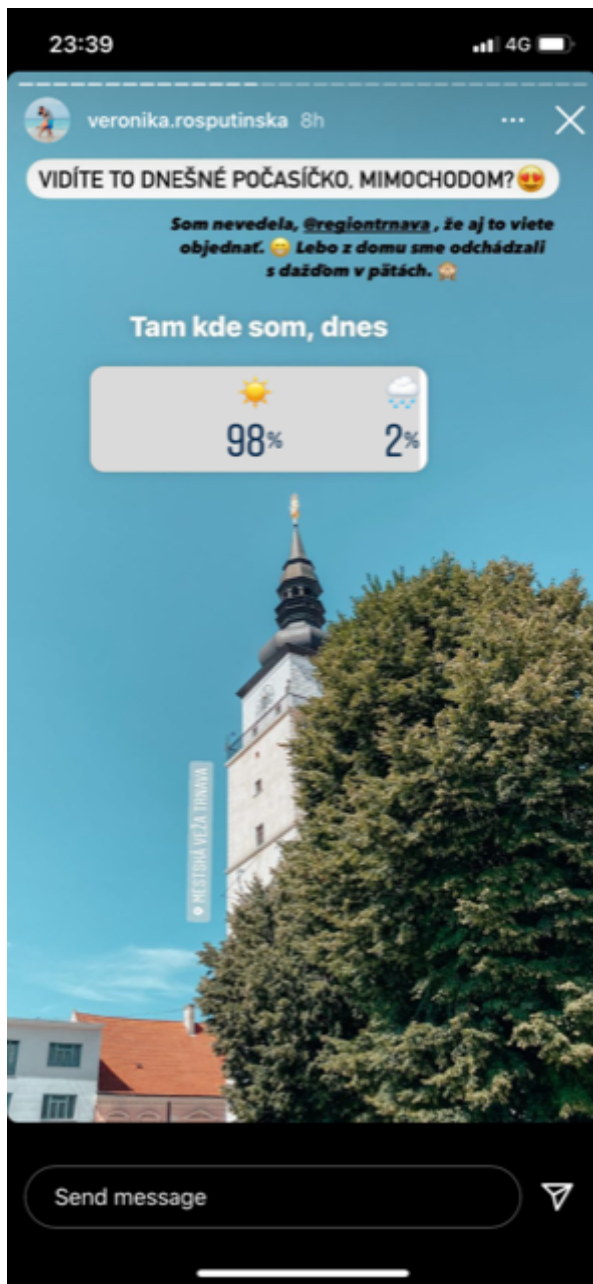 23:39
4G
veronika.rosputinska 8h
VIDÍTE TO DNEŠNÉ POČASÍČKO, MIMOCHODOM?😍
Som nevedela, @regiontrnava , že aj to viete
objednať. 😁 Lebo z domu sme odchádzali
s dažďom v pätách. 🙈
Tam kde som, dnes
☀️ 🌧️
98% 2%
MESTSKÁ VEŽA TRNAVA
Send message